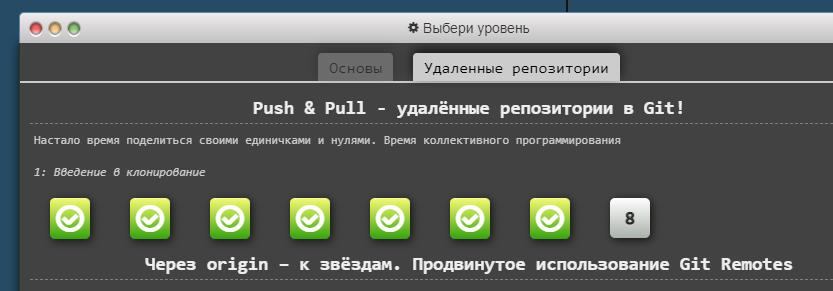 Выбери уровень
Основы
Удаленные репозитории
Push & Pull - удалённые репозитории в Git!
Настало время поделиться своими единичками и нулями. Время коллективного программирования
1: Введение в клонирование
8
Через origin – к звёздам. Продвинутое использование Git Remotes